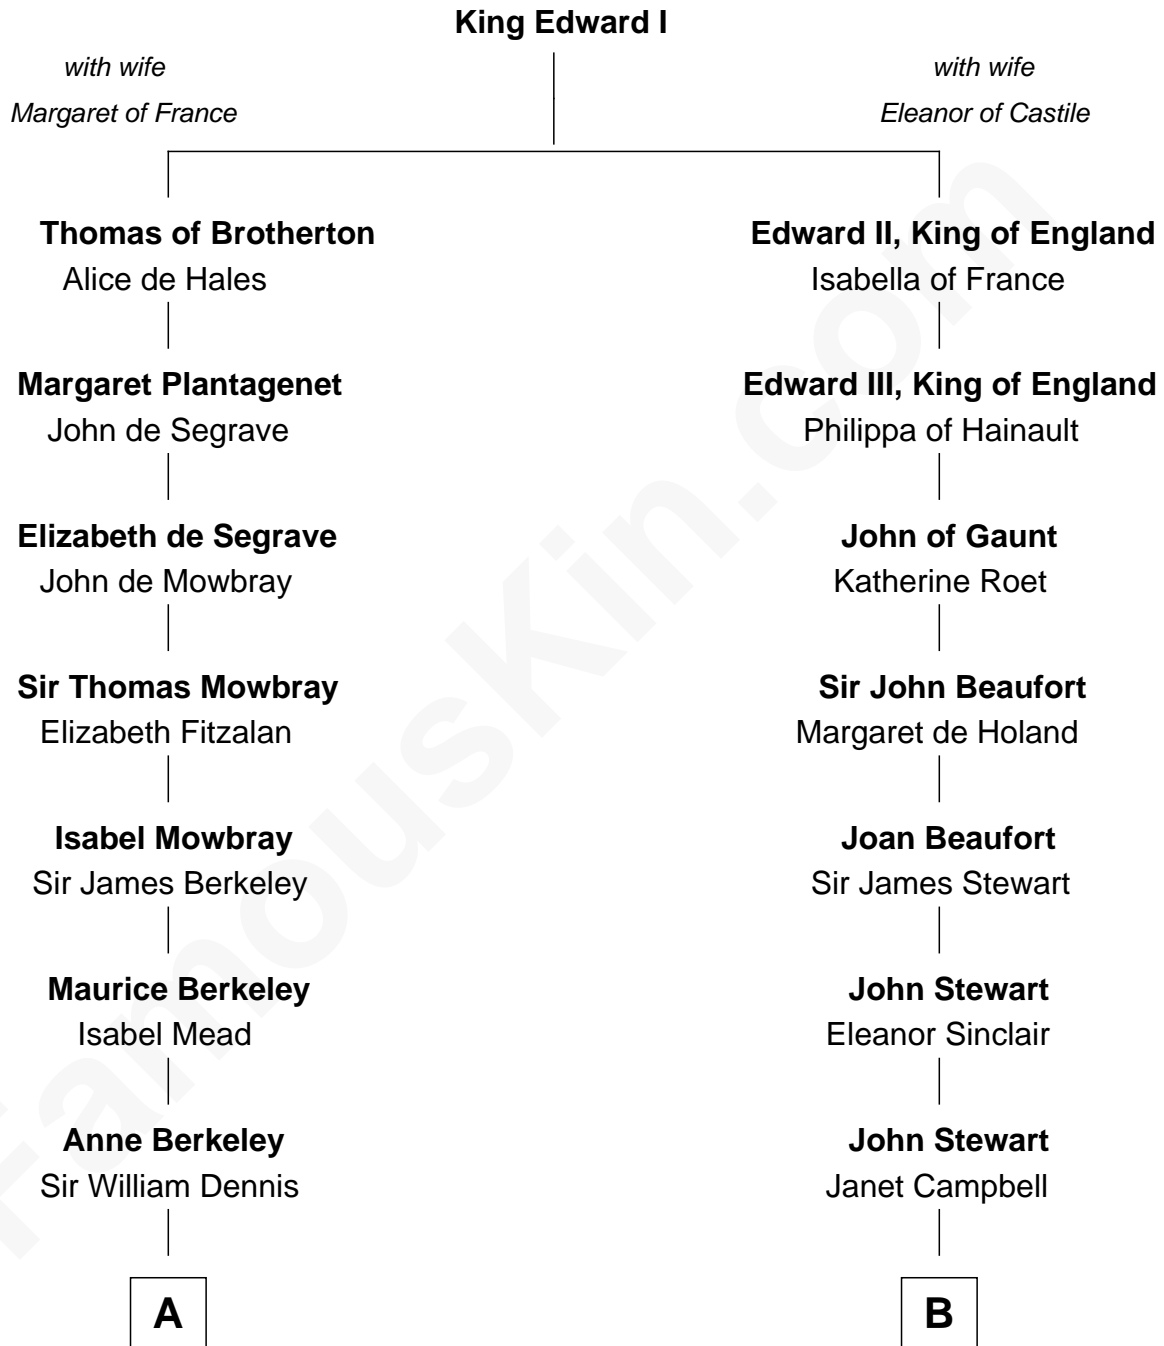 King Edward I
with wife
Margaret of France
with wife
Eleanor of Castile
Thomas of Brotherton
Alice de Hales
Edward II, King of England
Isabella of France
Margaret Plantagenet
John de Segrave
Edward III, King of England
Philippa of Hainault
Elizabeth de Segrave
John de Mowbray
John of Gaunt
Katherine Roet
Sir Thomas Mowbray
Elizabeth Fitzalan
Sir John Beaufort
Margaret de Holand
Isabel Mowbray
Sir James Berkeley
Joan Beaufort
Sir James Stewart
Maurice Berkeley
Isabel Mead
John Stewart
Eleanor Sinclair
Anne Berkeley
Sir William Dennis
John Stewart
Janet Campbell
A
B
FamousKin.com